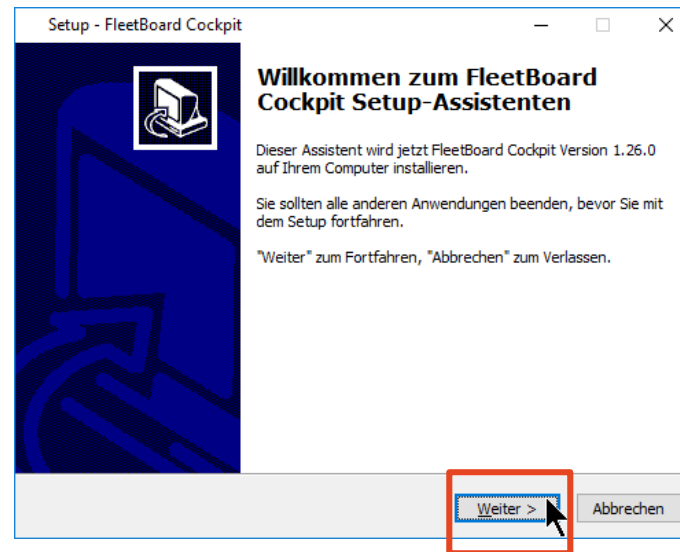 Setup - FleetBoard Cockpit
Willkommen zum FleetBoard
Cockpit Setup-Assistenten
Dieser Assistent wird jetzt FleetBoard Cockpit Version 1.26.0
auf Ihrem Computer installieren.
Sie sollten alle anderen Anwendungen beenden, bevor Sie mit
dem Setup fortfahren.
"Weiter" zum Fortfahren, "Abbrechen" zum Verlassen.
Weiter >
Abbrechen